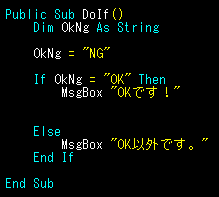 Public Sub DoIf()
Dim OkNg As String
OkNg = "NG"
If OkNg = "OK" Then
MsgBox "OKです！"
Else
MsgBox "OK以外です。"
End If
End Sub